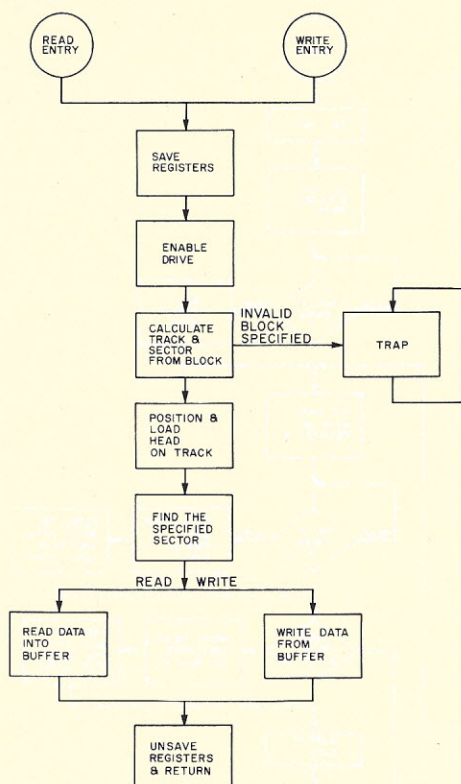 READ
ENTRY
WRITE
ENTRY
SAVE
REGISTERS
ENABLE
DRIVE
CALCULATE
TRACK &
SECTOR
FROM BLOCK
INVALID
BLOCK
SPECIFIED
TRAP
POSITION &
LOAD
HEAD
ON TRACK
FIND THE
SPECIFIED
SECTOR
READ WRITE
READ DATA
INTO
BUFFER
WRITE DATA
FROM
BUFFER
UNSAVE
REGISTERS
& RETURN